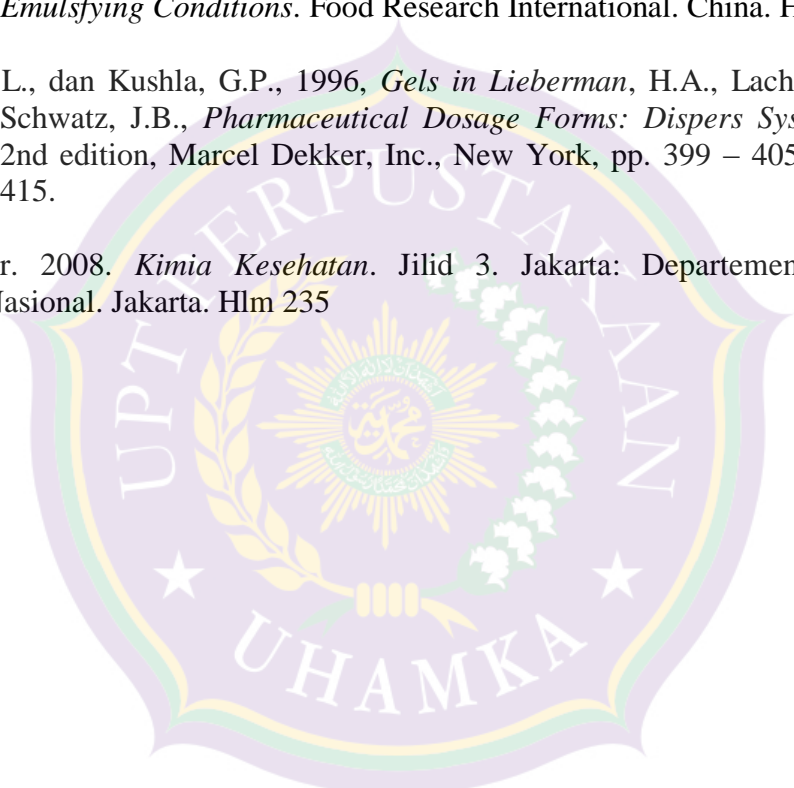 Emulsfying Conditions. Food Research International. China. H
L., dan Kushla, G.P., 1996, Gels in Lieberman, H.A., Lach
Schwatz, J.B., Pharmaceutical Dosage Forms: Dispers Sys
2nd edition, Marcel Dekker, Inc., New York, pp. 399 – 405
415.
r. 2008. Kimia Kesehatan. Jilid 3. Jakarta: Departemen
Nasional. Jakarta. Hlm 235
UPT PERPUSTAKAAN
محمدية
UHAMKA